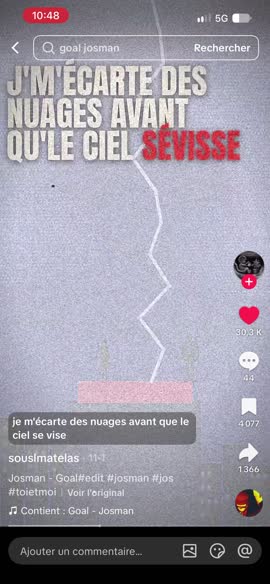 10:48
5G
goal josman
Rechercher
J'M'ÉCARTE DES
NUAGES AVANT
QU'LE CIEL SÉVISSE
30,3 K
44
4 077
1 366
je m'écarte des nuages avant que le
ciel se vise
souslmatelas · 11-1
Josman - Goal#edit #josman #jos
#toietmoi | Voir l'original
Contient : Goal - Josman
Ajouter un commentaire...